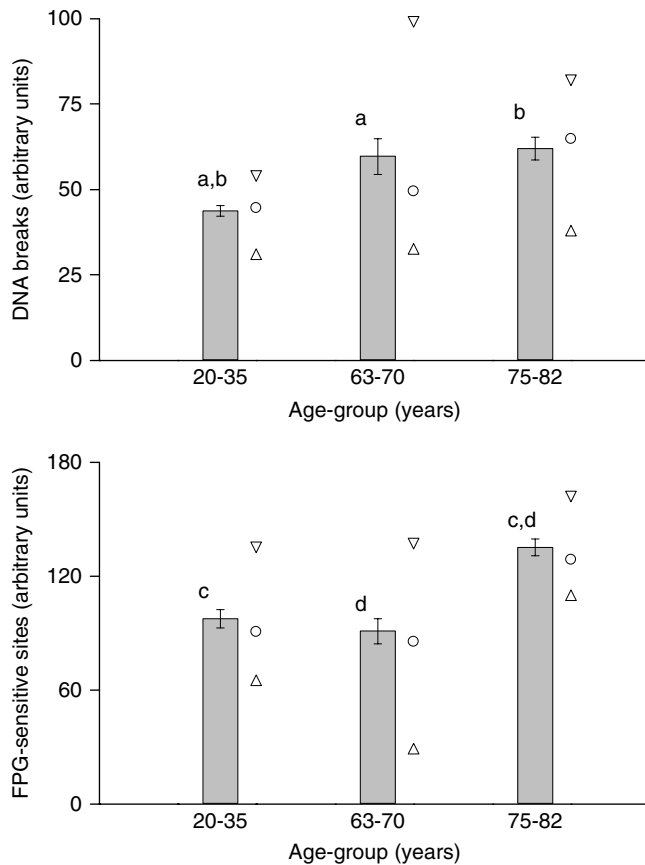 DNA breaks (arbitrary units)
100
75
50
25
0
a,b
a
b
20-35
63-70
75-82
Age-group (years)
FPG-sensitive sites (arbitrary units)
180
120
60
0
c
d
c,d
20-35
63-70
75-82
Age-group (years)